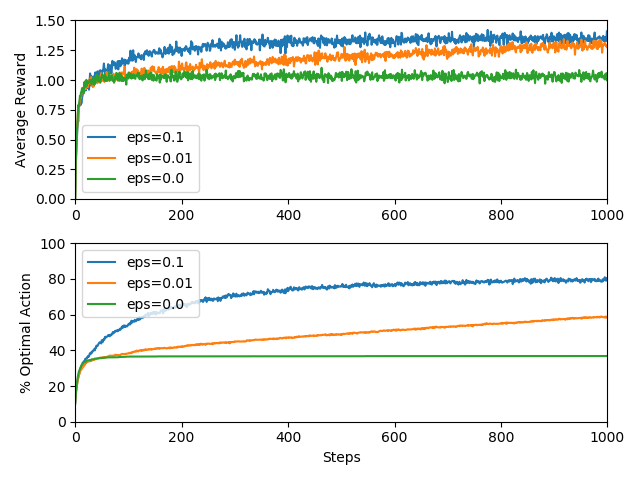 1.50
1.25
1.00
0.75
0.50
0.25
0.00
Average Reward
eps=0.1
eps=0.01
eps=0.0
0 200 400 600 800 1000
100
80
60
40
20
0
% Optimal Action
eps=0.1
eps=0.01
eps=0.0
0 200 400 600 800 1000
Steps